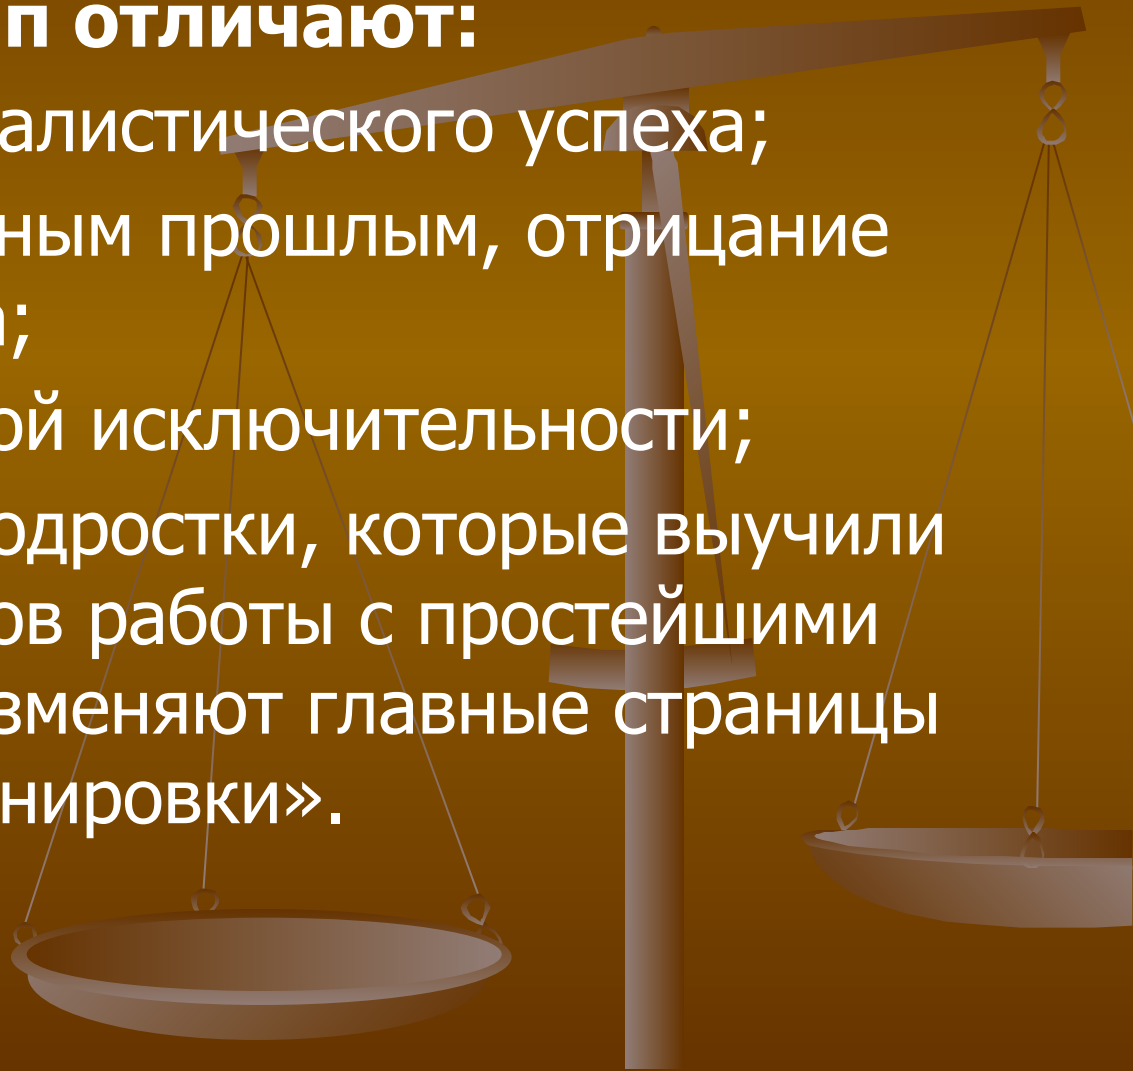 п отличают:
алистического успеха;
ным прошлым, отрицание
а;
ой исключительности;
одростки, которые выучили
ов работы с простейшими
зменяют главные страницы
нировки».